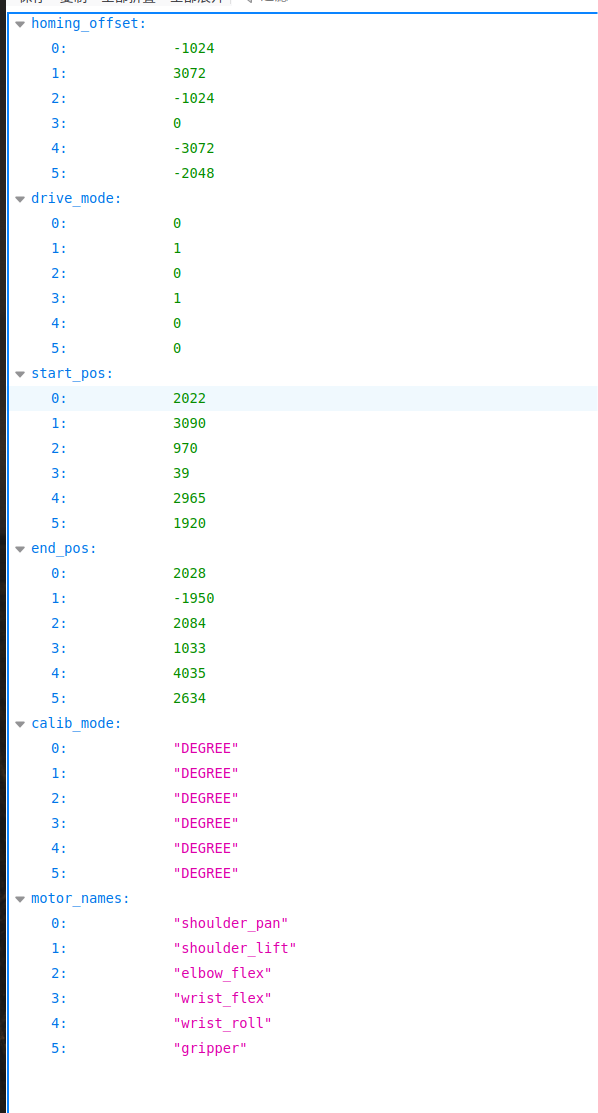 homing_offset:
0: -1024
1: 3072
2: -1024
3: 0
4: -3072
5: -2048
drive_mode:
0: 0
1: 1
2: 0
3: 1
4: 0
5: 0
start_pos:
0: 2022
1: 3090
2: 970
3: 39
4: 2965
5: 1920
end_pos:
0: 2028
1: -1950
2: 2084
3: 1033
4: 4035
5: 2634
calib_mode:
0: "DEGREE"
1: "DEGREE"
2: "DEGREE"
3: "DEGREE"
4: "DEGREE"
5: "DEGREE"
motor_names:
0: "shoulder_pan"
1: "shoulder_lift"
2: "elbow_flex"
3: "wrist_flex"
4: "wrist_roll"
5: "gripper"